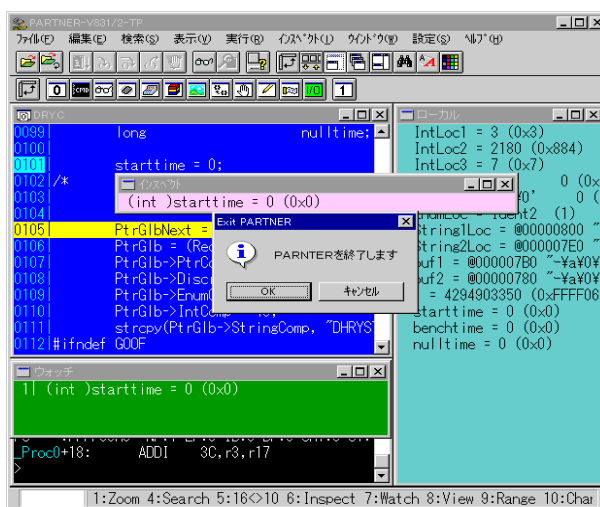 PARTNER-V831/2-TP
ファイル(F) 編集(E) 検索(S) 表示(V) 実行(R) インスペクト(J) ウインドウ(W) 設定(S) ヘルプ(H)
DRY.C
0099| long nulltime;
0100|
0101 starttime = 0;
0102|/*
0103|
0104|
0105| PtrGlbNext =
0106| PtrGlb = (Rec
0107| PtrGlb->PtrCo
0108| PtrGlb->Discr
0109| PtrGlb->EnumC
0110| PtrGlb->IntComp
0111| strcpy(PtrGlb->StringComp, "DHRYS
0112|#ifndef GOOF
インスペクト
(int )starttime = 0 (0x0)
Exit PARTNER
PARNTERを終了します
OK キャンセル
ローカル
IntLoc1 = 3 (0x3)
IntLoc2 = 2180 (0x884)
IntLoc3 = 7 (0x7)
0 (0x
¥0' 0 (
EnumLoc = Ident2 (1)
String1Loc = @00000800 "
String2Loc = @000007E0 "
buf1 = @000007B0 "~¥a¥0¥
buf2 = @00000780 "~¥a¥0¥
= 4294903350 (0xFFFF06
starttime = 0 (0x0)
benchtime = 0 (0x0)
nulltime = 0 (0x0)
ウォッチ
1| (int )starttime = 0 (0x0)
_Proc0+18: ADDI 3C,r3,r17
>
1:Zoom 4:Search 5:16<>10 6:Inspect 7:Watch 8:View 9:Range 10:Char